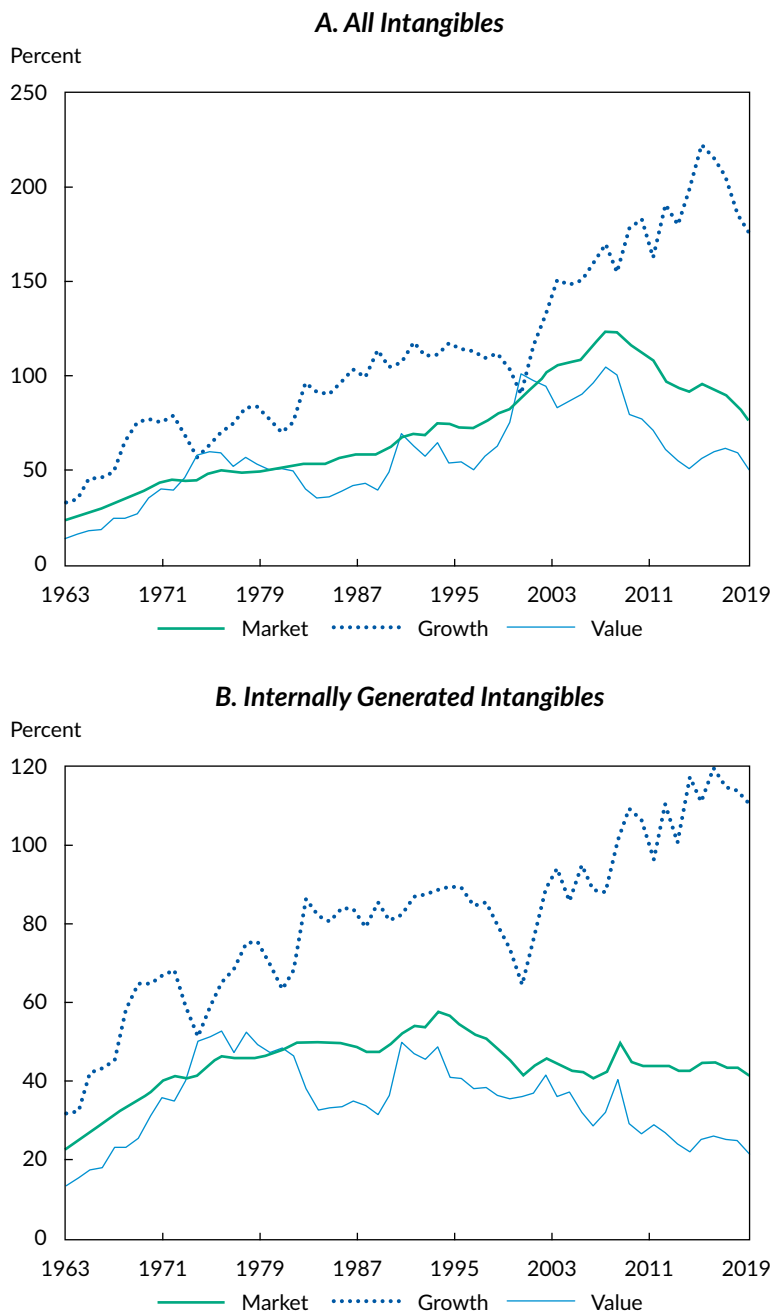 A. All Intangibles
Percent
250
200
150
100
50
0
1963 1971 1979 1987 1995 2003 2011 2019
Market Growth Value
B. Internally Generated Intangibles
Percent
120
100
80
60
40
20
0
1963 1971 1979 1987 1995 2003 2011 2019
Market Growth Value